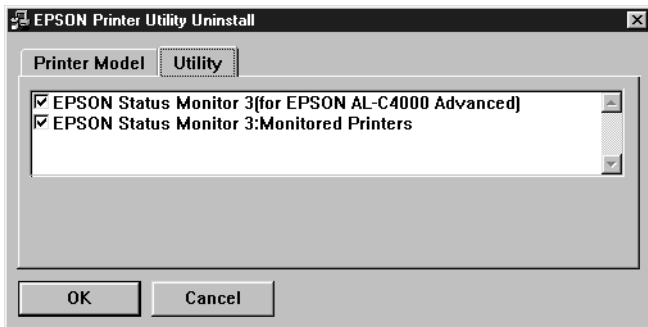 EPSON Printer Utility Uninstall
Printer Model
Utility
EPSON Status Monitor 3(for EPSON AL-C4000 Advanced)
EPSON Status Monitor 3:Monitored Printers
OK
Cancel